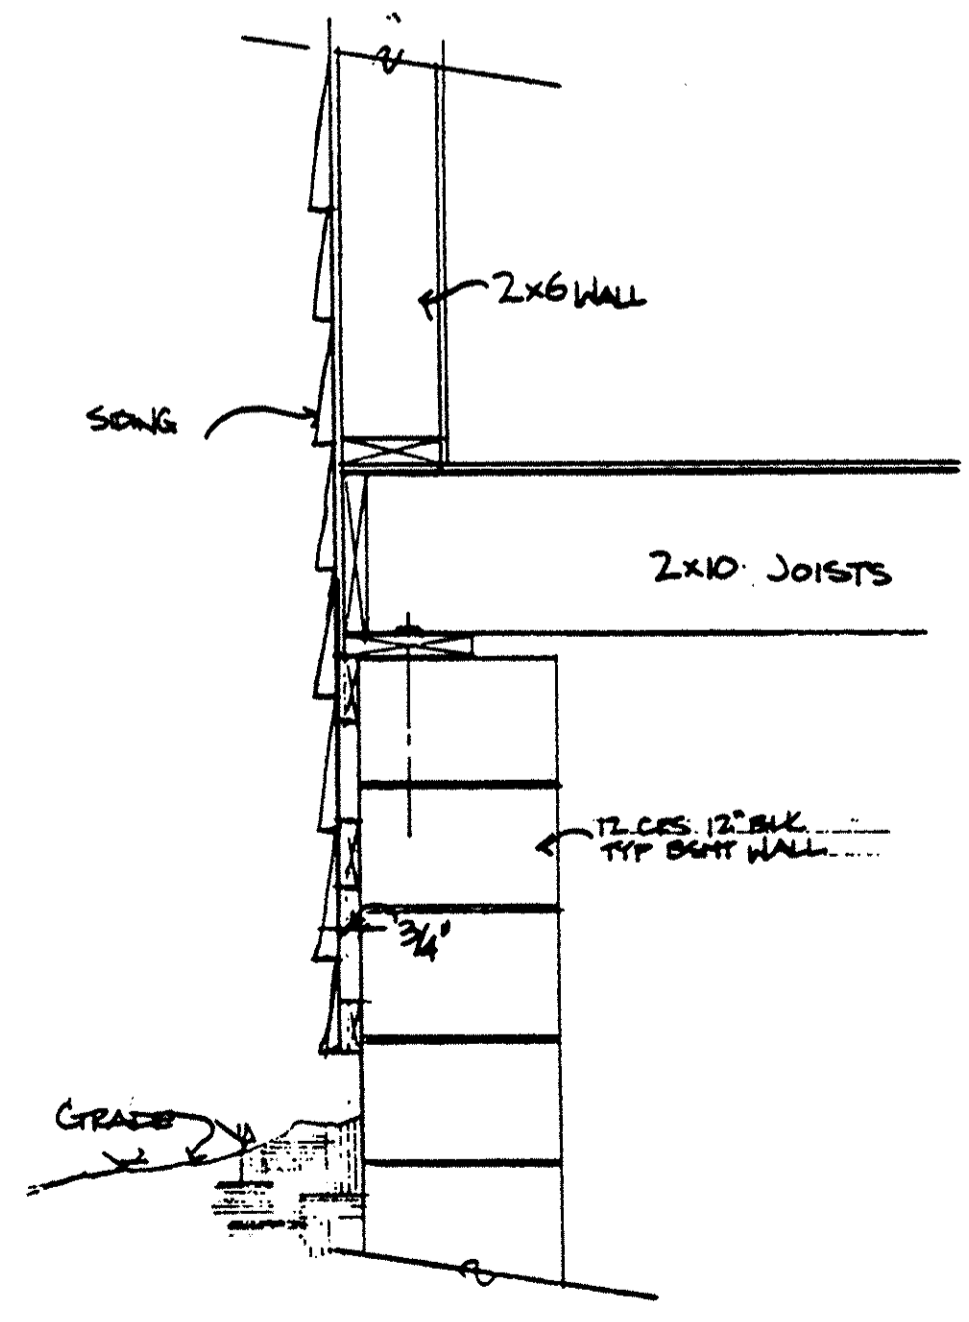 2x6 WALL
SIDING
2x10 JOISTS
12 CRS. 12" BLK
TYP BSMT WALL
3/4"
GRADE